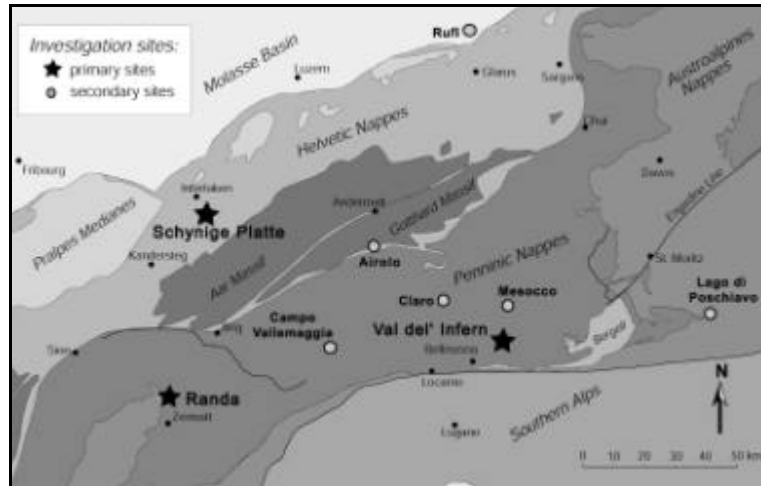 Investigation sites:
primary sites
secondary sites
Rufi
Molasse Basin
Luzern
Glarus
Sargans
Austroalpines
Nappes
Helvetic Nappes
Chur
Fribourg
Interlaken
Andermatt
Davos
Engadine Line
Schynige Platte
Gotthard Massif
Préalpes Medianes
Kandersteg
Airolo
Penninic Nappes
St. Moritz
Aar Massif
Claro
Mesocco
Lago di
Poschiavo
Campo
Vallemaggia
Val del' Infern
Bergell
Sion
Bellinzona
Locarno
N
Randa
Zermatt
Lugano
Southern Alps
0 10 20 30 40 50 km